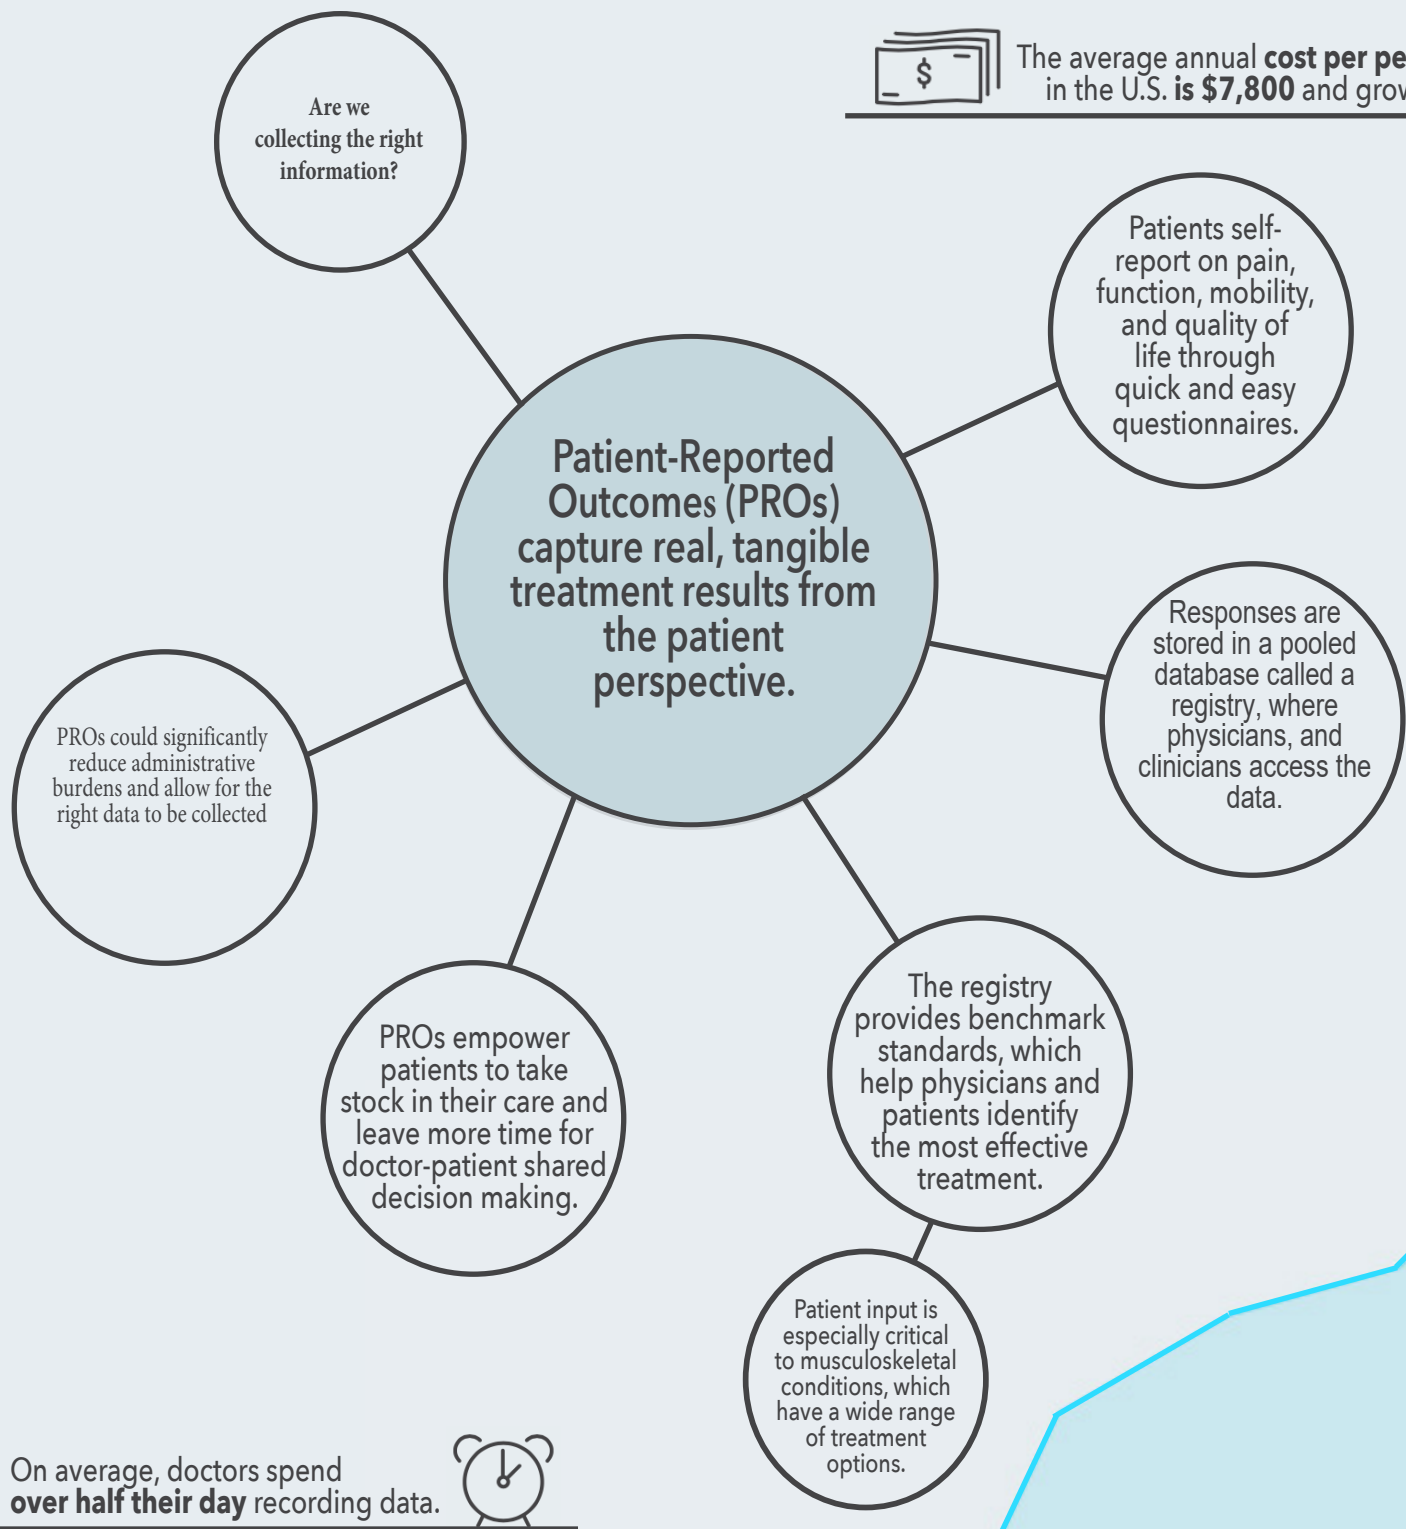 The average annual cost per pe
in the U.S. is $7,800 and grow
$
Are we
collecting the right
information?
Patients self-
report on pain,
function, mobility,
and quality of
life through
quick and easy
questionnaires.
Patient-Reported
Outcomes (PROs)
capture real, tangible
treatment results from
the patient
perspective.
Responses are
stored in a pooled
database called a
registry, where
physicians, and
clinicians access the
data.
PROs could significantly
reduce administrative
burdens and allow for the
right data to be collected
The registry
provides benchmark
standards, which
help physicians and
patients identify
the most effective
treatment.
PROs empower
patients to take
stock in their care and
leave more time for
doctor-patient shared
decision making.
Patient input is
especially critical
to musculoskeletal
conditions, which
have a wide range
of treatment
options.
On average, doctors spend
over half their day recording data.